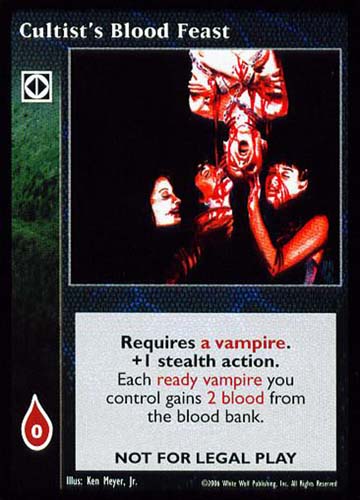 Cultist's Blood Feast
Requires a vampire.
+1 stealth action.
Each ready vampire you
control gains 2 blood from
the blood bank.
NOT FOR LEGAL PLAY
0
Illus: Ken Meyer, Jr.
©2006 White Wolf Publishing, Inc. All Rights Reserved